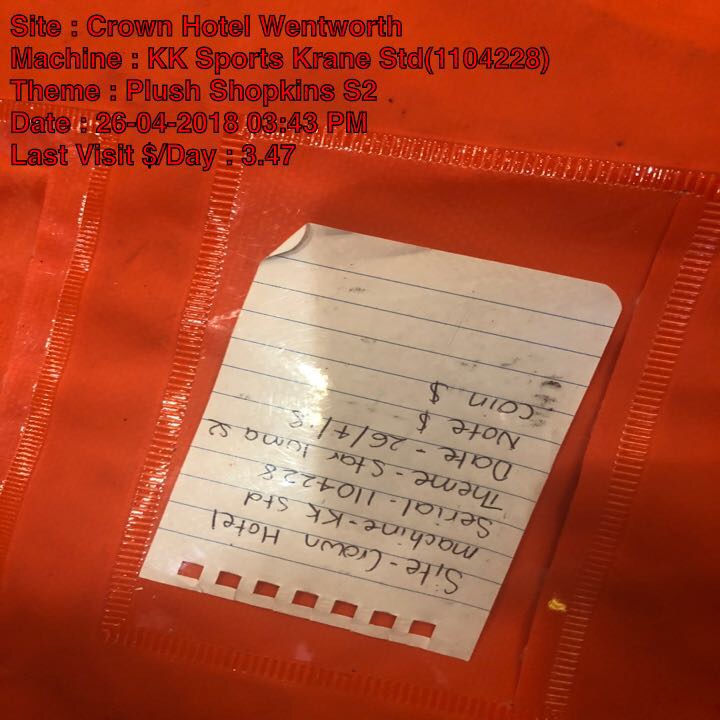 Site : Crown Hotel Wentworth
Machine : KK Sports Krane Std(1104228)
Theme : Plush Shopkins S2
Date : 26-04-2018 03:43 PM
Last Visit $/Day : 3.47
Site - Crown Hotel
machine - KK std
Serial - 1104228
Theme - Star luma S2
Date - 26/4/18
Note $
Coin $